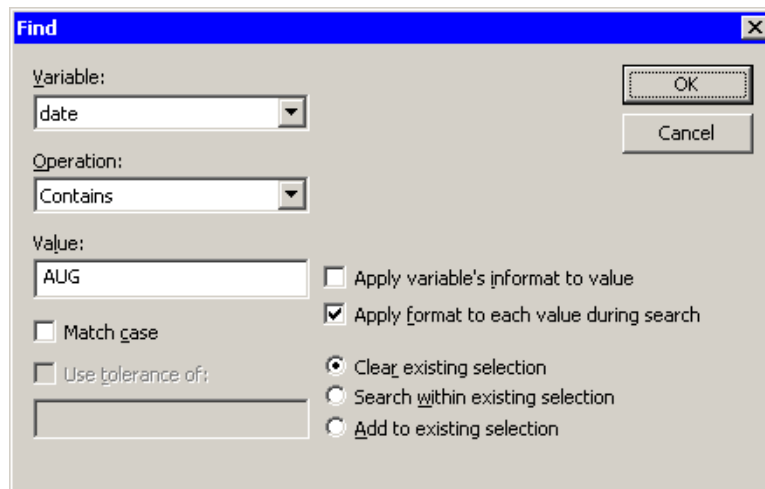 Find
Variable:
date
OK
Cancel
Operation:
Contains
Value:
AUG
Apply variable's informat to value
Apply format to each value during search
Match case
Use tolerance of:
Clear existing selection
Search within existing selection
Add to existing selection